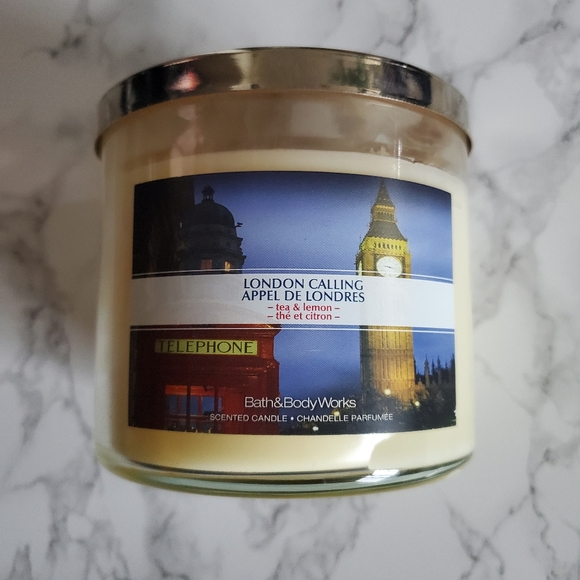 LONDON CALLING
APPEL DE LONDRES
– tea & lemon –
– thé et citron –
TELEPHONE
Bath&BodyWorks
SCENTED CANDLE • CHANDELLE PARFUMÉE